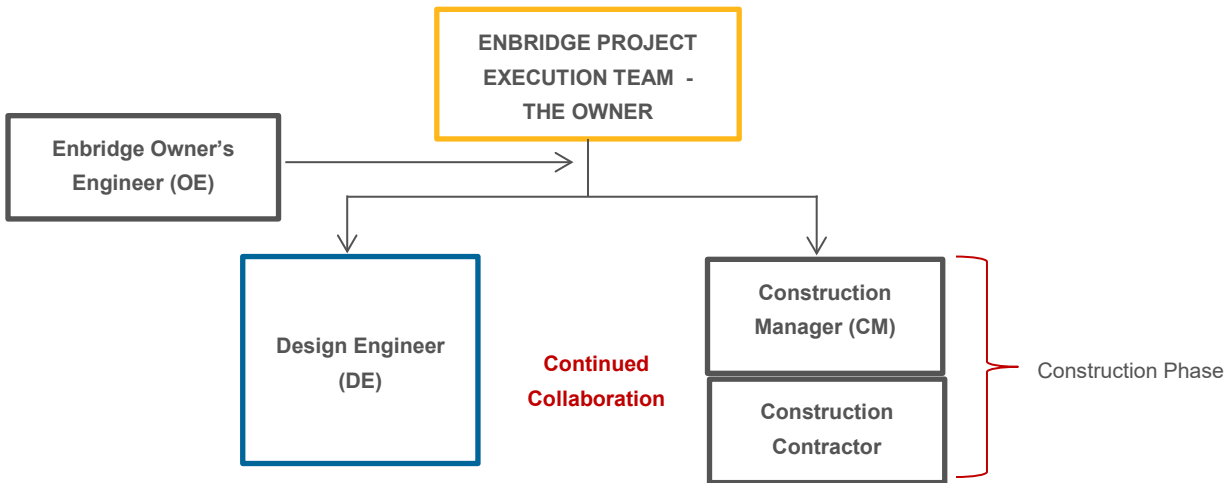 ENBRIDGE PROJECT
EXECUTION TEAM -
THE OWNER
Enbridge Owner’s
Engineer (OE)
Design Engineer
(DE)
Continued
Collaboration
Construction
Manager (CM)
Construction
Contractor
Construction Phase